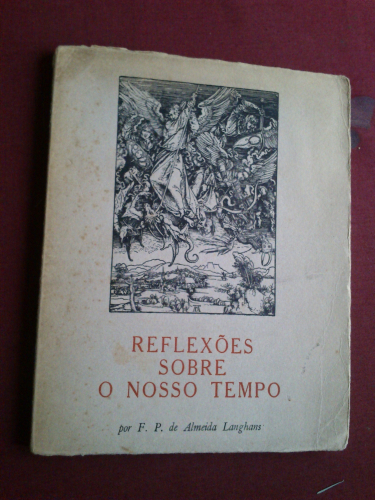 REFLEXÕES
SOBRE
O NOSSO TEMPO
por F. P. de Almeida Langhans